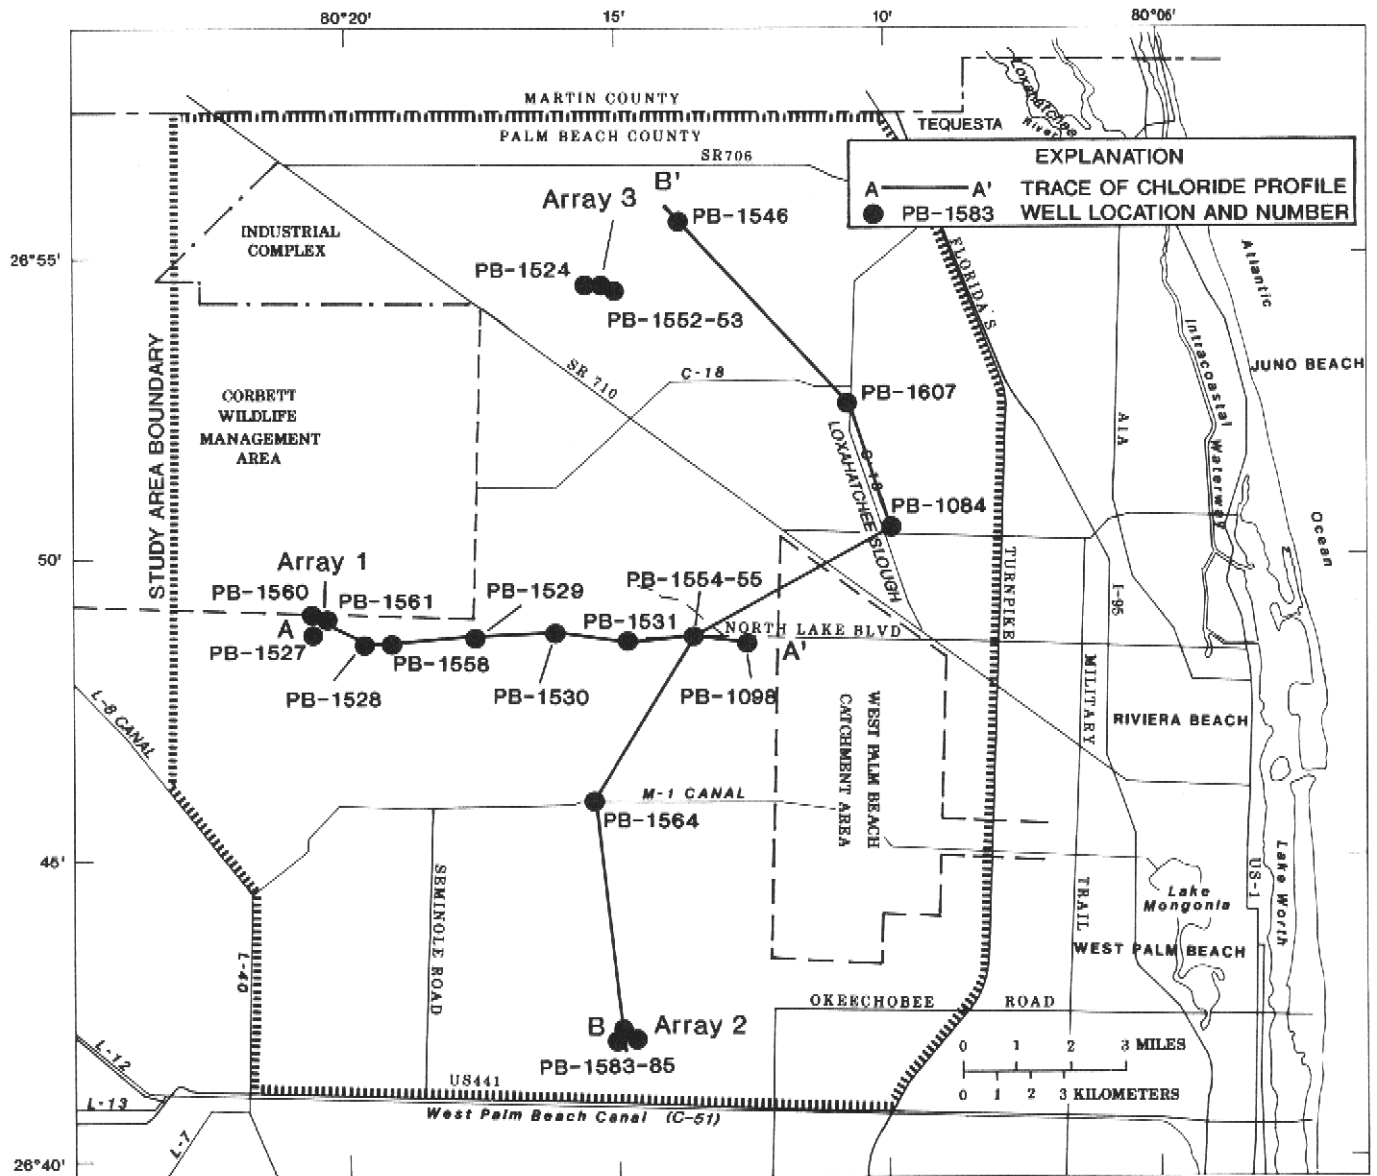 80°20'
15'
10'
80°06'
MARTIN COUNTY
PALM BEACH COUNTY
SR706
TEQUESTA
Loxahatchee
River
EXPLANATION
A A' TRACE OF CHLORIDE PROFILE
PB-1583 WELL LOCATION AND NUMBER
B'
PB-1546
Array 3
INDUSTRIAL
COMPLEX
26°55'
PB-1524
PB-1552-53
FLORIDA'S
Atlantic
Intracoastal
Waterway
JUNO BEACH
STUDY AREA BOUNDARY
SR 710
C-18
CORBETT
WILDLIFE
MANAGEMENT
AREA
PB-1607
A1A
LOXAHATCHEE SLOUGH
C-18
PB-1084
Ocean
50'
Array 1
PB-1560
PB-1561
PB-1529
PB-1554-55
TURNPIKE
I-95
A
PB-1531
NORTH LAKE BLVD
A'
PB-1527
PB-1558
PB-1528
PB-1530
PB-1098
L-8 CANAL
WEST PALM BEACH
CATCHMENT AREA
MILITARY
RIVIERA BEACH
M-1 CANAL
PB-1564
45'
SEMINOLE ROAD
TRAIL
US-1
Lake Worth
Lake
Mongonia
WEST PALM BEACH
L-40
OKEECHOBEE ROAD
B
Array 2
PB-1583-85
0 1 2 3 MILES
0 1 2 3 KILOMETERS
L-12
US441
L-13
West Palm Beach Canal (C-51)
L-7
26°40'